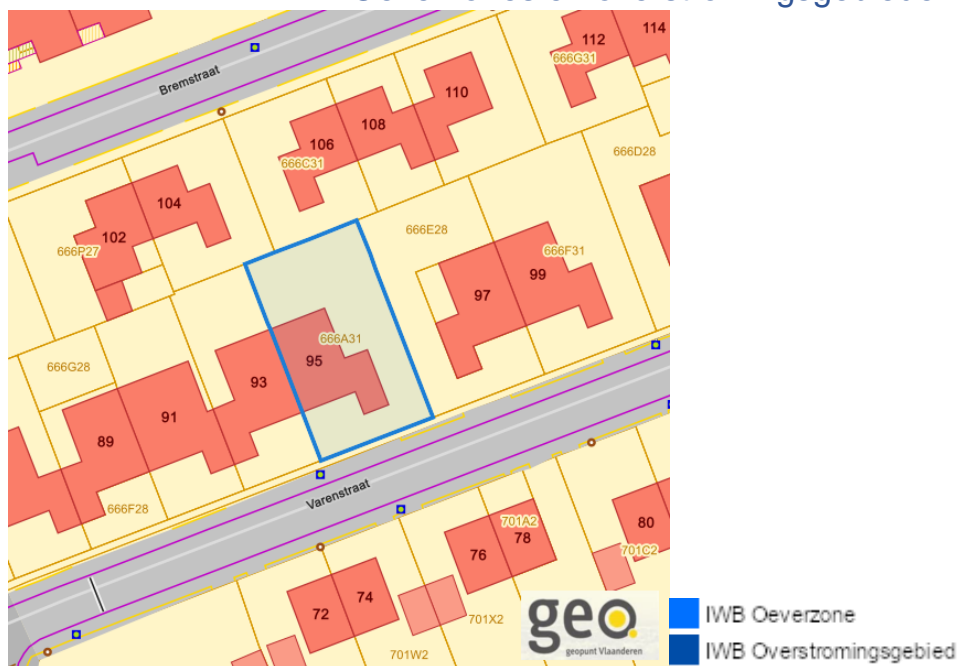 112
114
666G31
Bremstraat
110
108
106
666C31
666D28
104
102
666P27
666E28
666F31
99
97
666A31
95
93
666G28
91
89
666F28
Varenstraat
701A2
78
76
80
701C2
74
72
701X2
701W2
geo.
geopunt Vlaanderen
IWB Oeverzone
IWB Overstromingsgebied